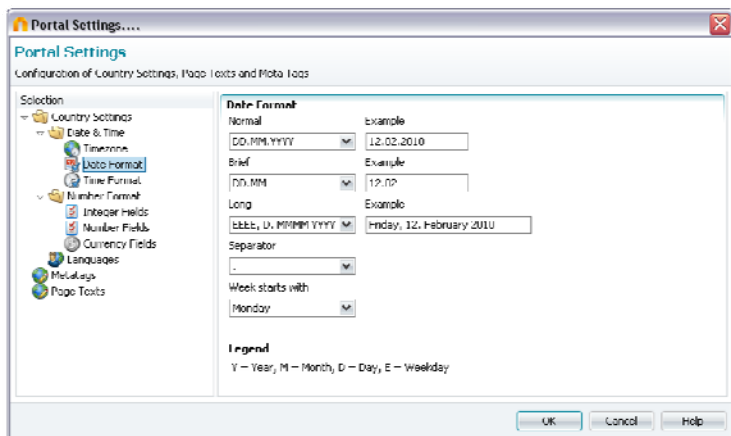 Portal Settings....
Portal Settings
Configuration of Country Settings, Page Texts and Meta Tags
Selection
Country Settings
Date & Time
Timezone
Date Format
Time Format
Number Format
Integer Fields
Number Fields
Currency Fields
Languages
Metatags
Page Texts
Date Format
Normal Example
DD.MM.YYYY 12.02.2010
Brief Example
DD.MM 12.02
Long Example
EEEE, D. MMMM YYYY Friday, 12. February 2010
Separator
.
Week starts with
Monday
Legend
Y – Year, M – Month, D – Day, E – Weekday
OK Cancel Help